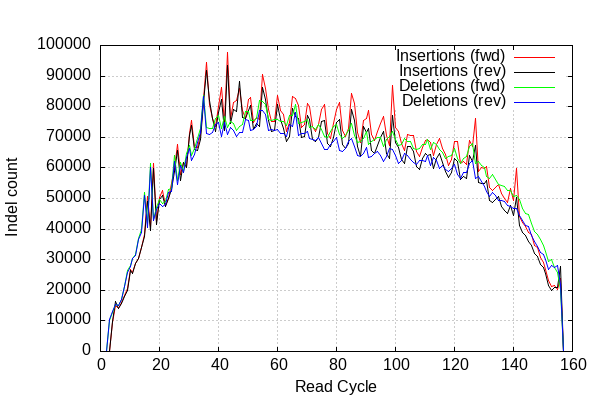 100000
90000
80000
70000
60000
50000
40000
30000
20000
10000
0
Indel count
Insertions (fwd)
Insertions (rev)
Deletions (fwd)
Deletions (rev)
0 20 40 60 80 100 120 140 160
Read Cycle